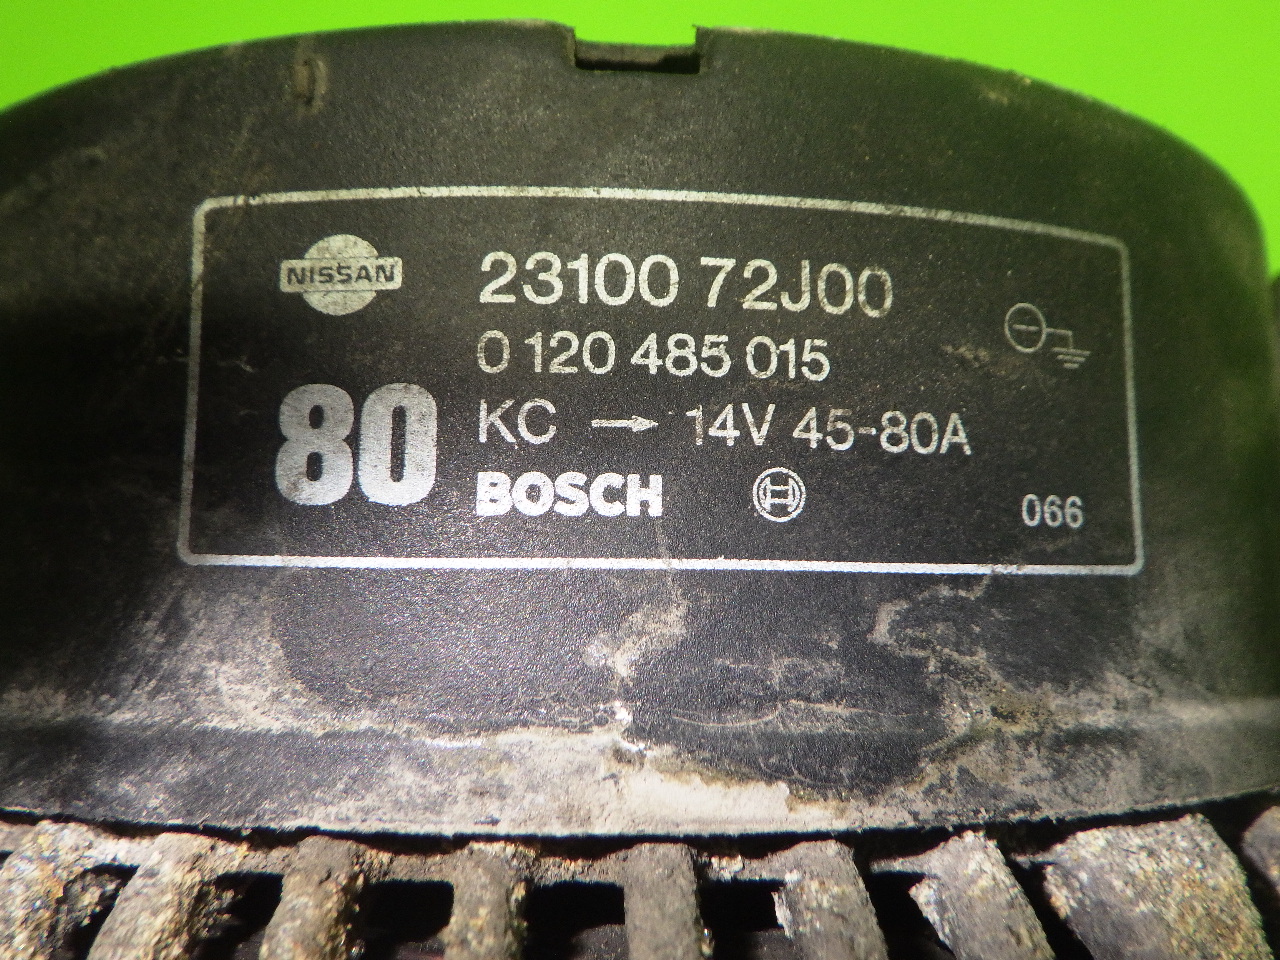 NISSAN
23100 72J00
0 120 485 015
80
KC → 14V 45-80A
BOSCH
066